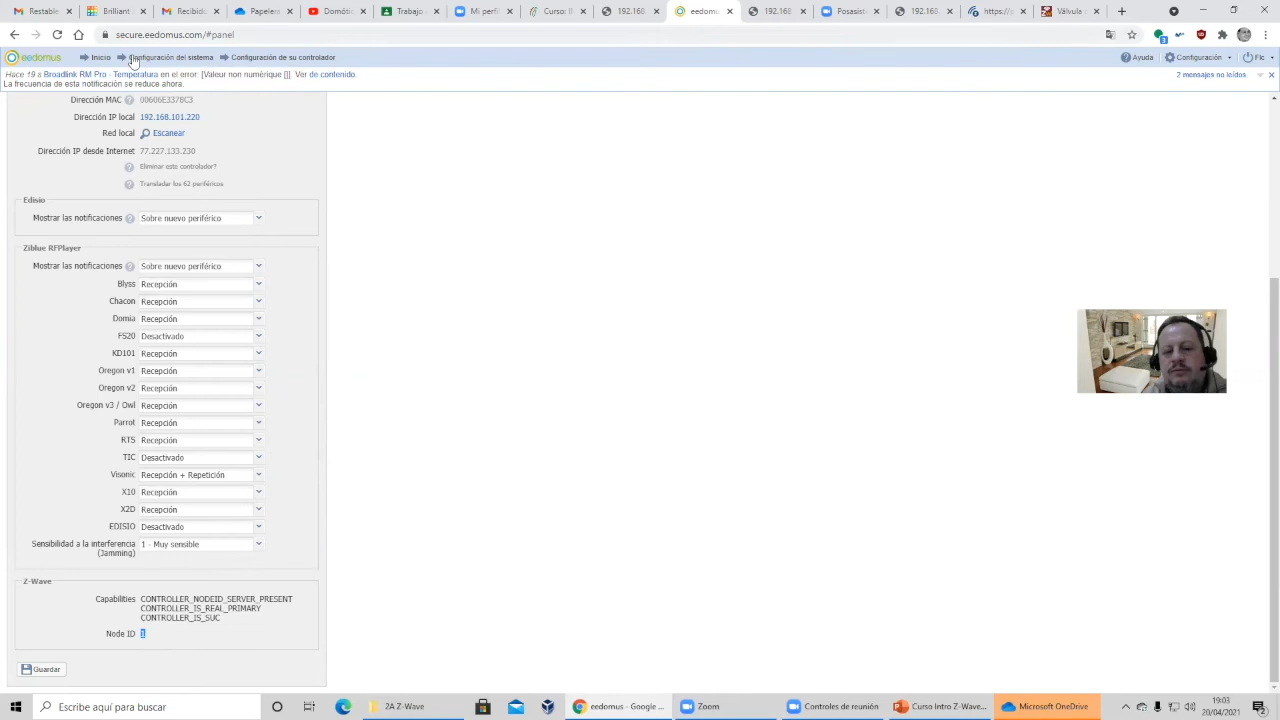 Restable
Brilliant
Recibido
Papelera
Domótic
Trabajo
Mi perfil
Curso: II
192.168
eedomus
192.168
Posasiste
192.168
https://p
Válvula
secure.eedomus.com/#panel
eedomus Inicio Configuración del sistema Configuración de su controlador Ayuda Configuración
Hace 19 s Broadlink RM Pro - Temperatura en el error [Valeur non numérique []]. Ver de contenido. 2 mensajes no leídos
La frecuencia de esta notificación se reduce ahora.
Dirección MAC 00606E3378C3
Dirección IP local 192.168.101.220
Red local Escanear
Dirección IP desde Internet 77.227.133.230
Eliminar este controlador?
Transladar los 62 periféricos
Edisio
Mostrar las notificaciones Sobre nuevo periférico
Ziblue RFPlayer
Mostrar las notificaciones Sobre nuevo periférico
Blyss Recepción
Chacon Recepción
Domia Recepción
FS20 Desactivado
KD101 Recepción
Oregon v1 Recepción
Oregon v2 Recepción
Oregon v3 / Owl Recepción
Parrot Recepción
RTS Recepción
TIC Desactivado
Visonic Recepción + Repetición
X10 Recepción
X2D Recepción
EDISIO Desactivado
Sensibilidad a la interferencia 1 - Muy sensible
(Jamming)
Z-Wave
Capabilities CONTROLLER_NODEID_SERVER_PRESENT
CONTROLLER_IS_REAL_PRIMARY
CONTROLLER_IS_SUC
Node ID 1
Guardar
Escribe aquí para buscar
2A Z-Wave
eedomus - Google ...
Zoom
Controles de reunión
Curso Intro Z-Wave...
Microsoft OneDrive
19:03
20/04/2021